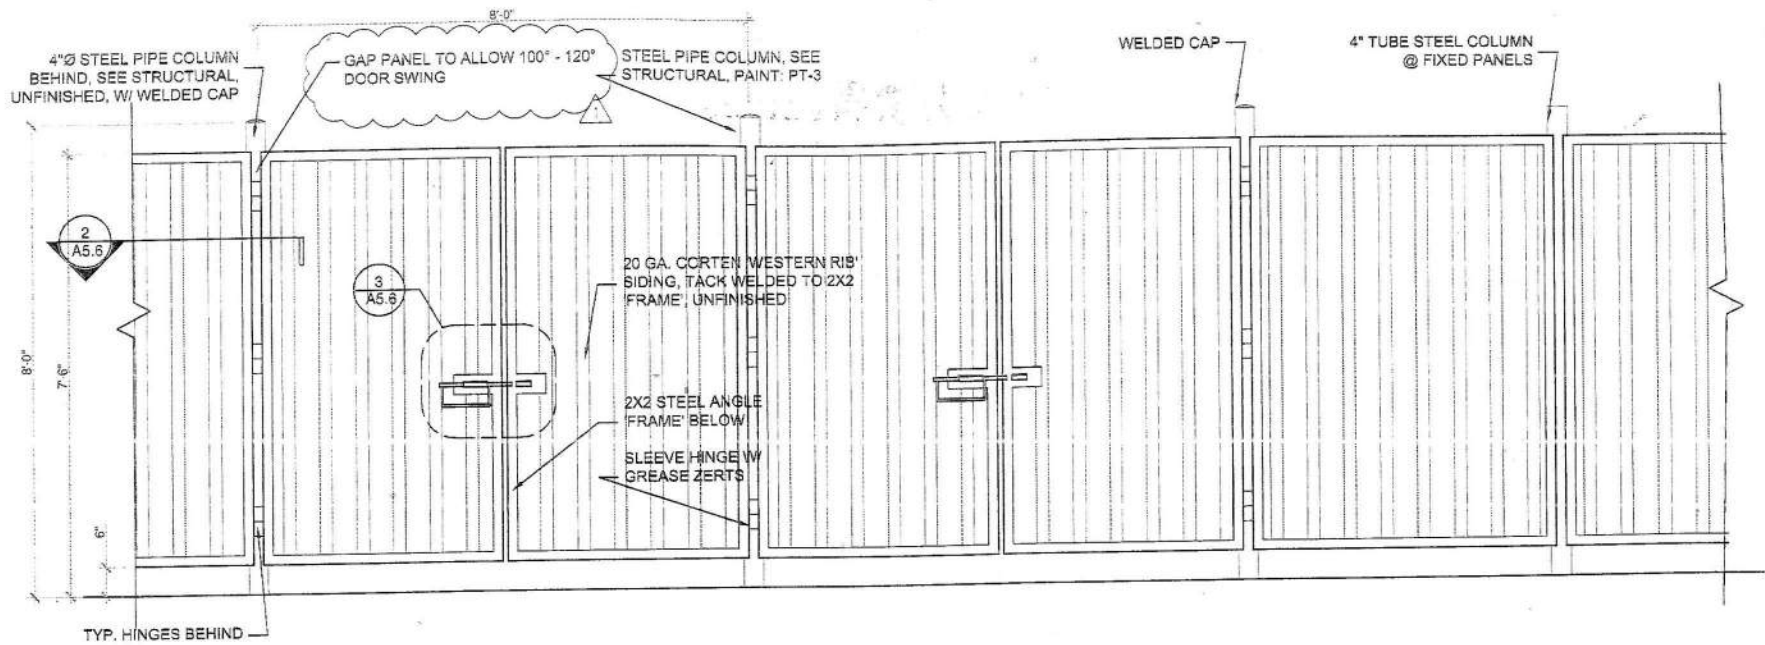 8'-0"
4"Ø STEEL PIPE COLUMN
BEHIND, SEE STRUCTURAL,
UNFINISHED, W/ WELDED CAP
GAP PANEL TO ALLOW 100° - 120°
DOOR SWING
STEEL PIPE COLUMN, SEE
STRUCTURAL, PAINT: PT-3
WELDED CAP
4" TUBE STEEL COLUMN
@ FIXED PANELS
2
A5.6
3
A5.6
20 GA. CORTEN 'WESTERN RIB'
SIDING, TACK WELDED TO 2X2
'FRAME', UNFINISHED
8'-0"
7'-6"
2X2 STEEL ANGLE
'FRAME' BELOW
SLEEVE HINGE W/
GREASE ZERTS
6"
TYP. HINGES BEHIND